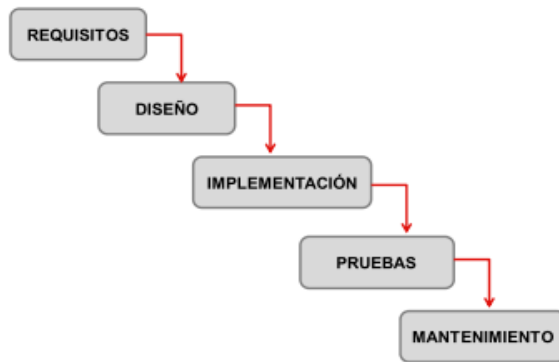 REQUISITOS
DISEÑO
IMPLEMENTACIÓN
PRUEBAS
MANTENIMIENTO